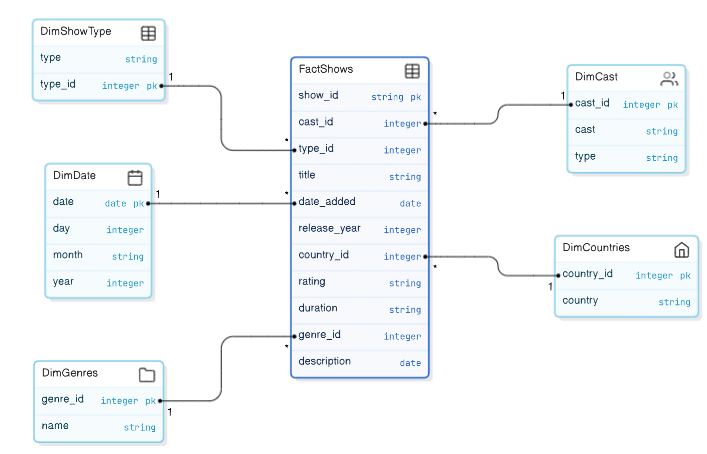 DimShowType
type string
type_id integer pk
1
DimDate
date date pk
day integer
month string
year integer
1
DimGenres
genre_id integer pk
name string
1
FactShows
show_id string pk
cast_id integer
*
type_id integer
*
title string
date_added date
*
release_year integer
country_id integer
*
rating string
duration string
genre_id integer
*
description date
DimCast
cast_id integer pk
1
cast string
type string
DimCountries
country_id integer pk
1
country string